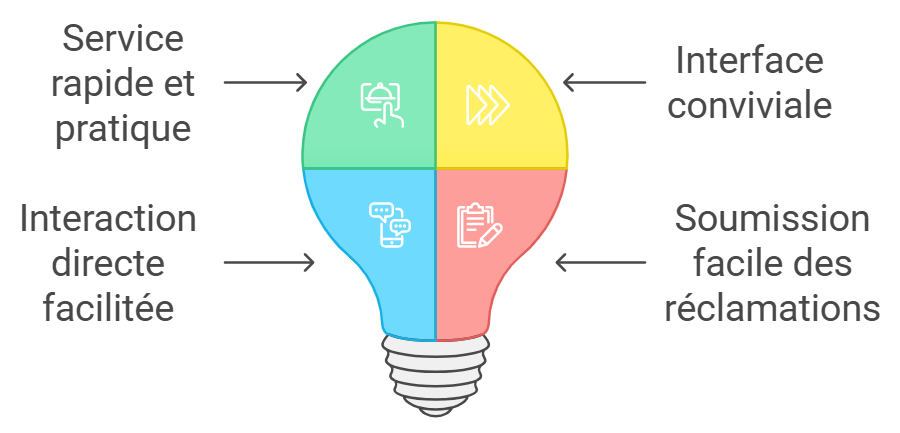 Service
rapide et
pratique
Interface
conviviale
Interaction
directe
facilitée
Soumission
facile des
réclamations